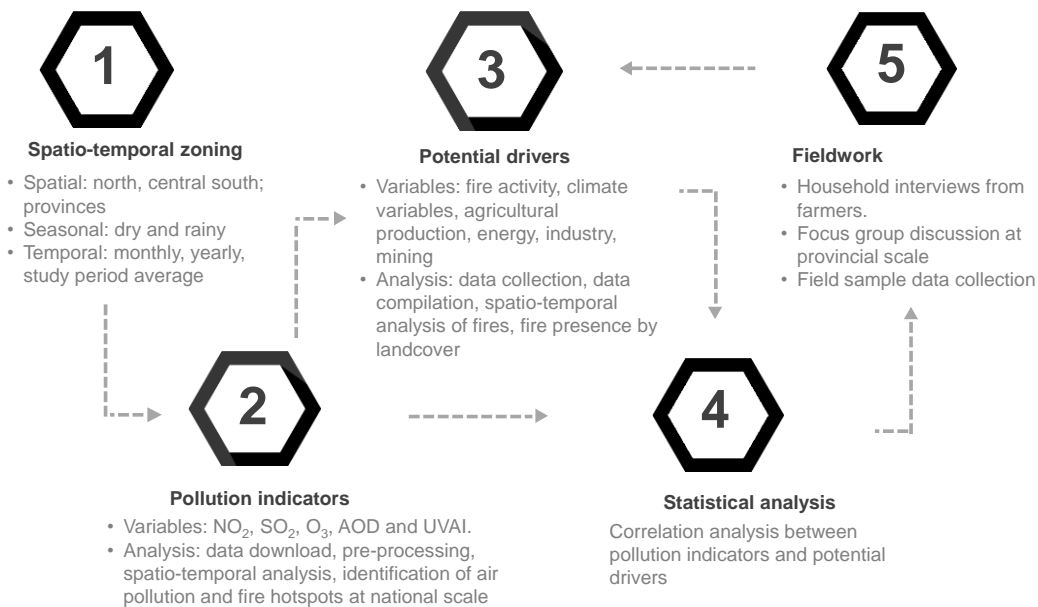 1
Spatio-temporal zoning
• Spatial: north, central south;
provinces
• Seasonal: dry and rainy
• Temporal: monthly, yearly,
study period average
2
Pollution indicators
• Variables: NO₂, SO₂, O₃, AOD and UVAI.
• Analysis: data download, pre-processing,
spatio-temporal analysis, identification of air
pollution and fire hotspots at national scale
3
Potential drivers
• Variables: fire activity, climate
variables, agricultural
production, energy, industry,
mining
• Analysis: data collection, data
compilation, spatio-temporal
analysis of fires, fire presence by
landcover
4
Statistical analysis
Correlation analysis between
pollution indicators and potential
drivers
5
Fieldwork
• Household interviews from
farmers.
• Focus group discussion at
provincial scale
• Field sample data collection